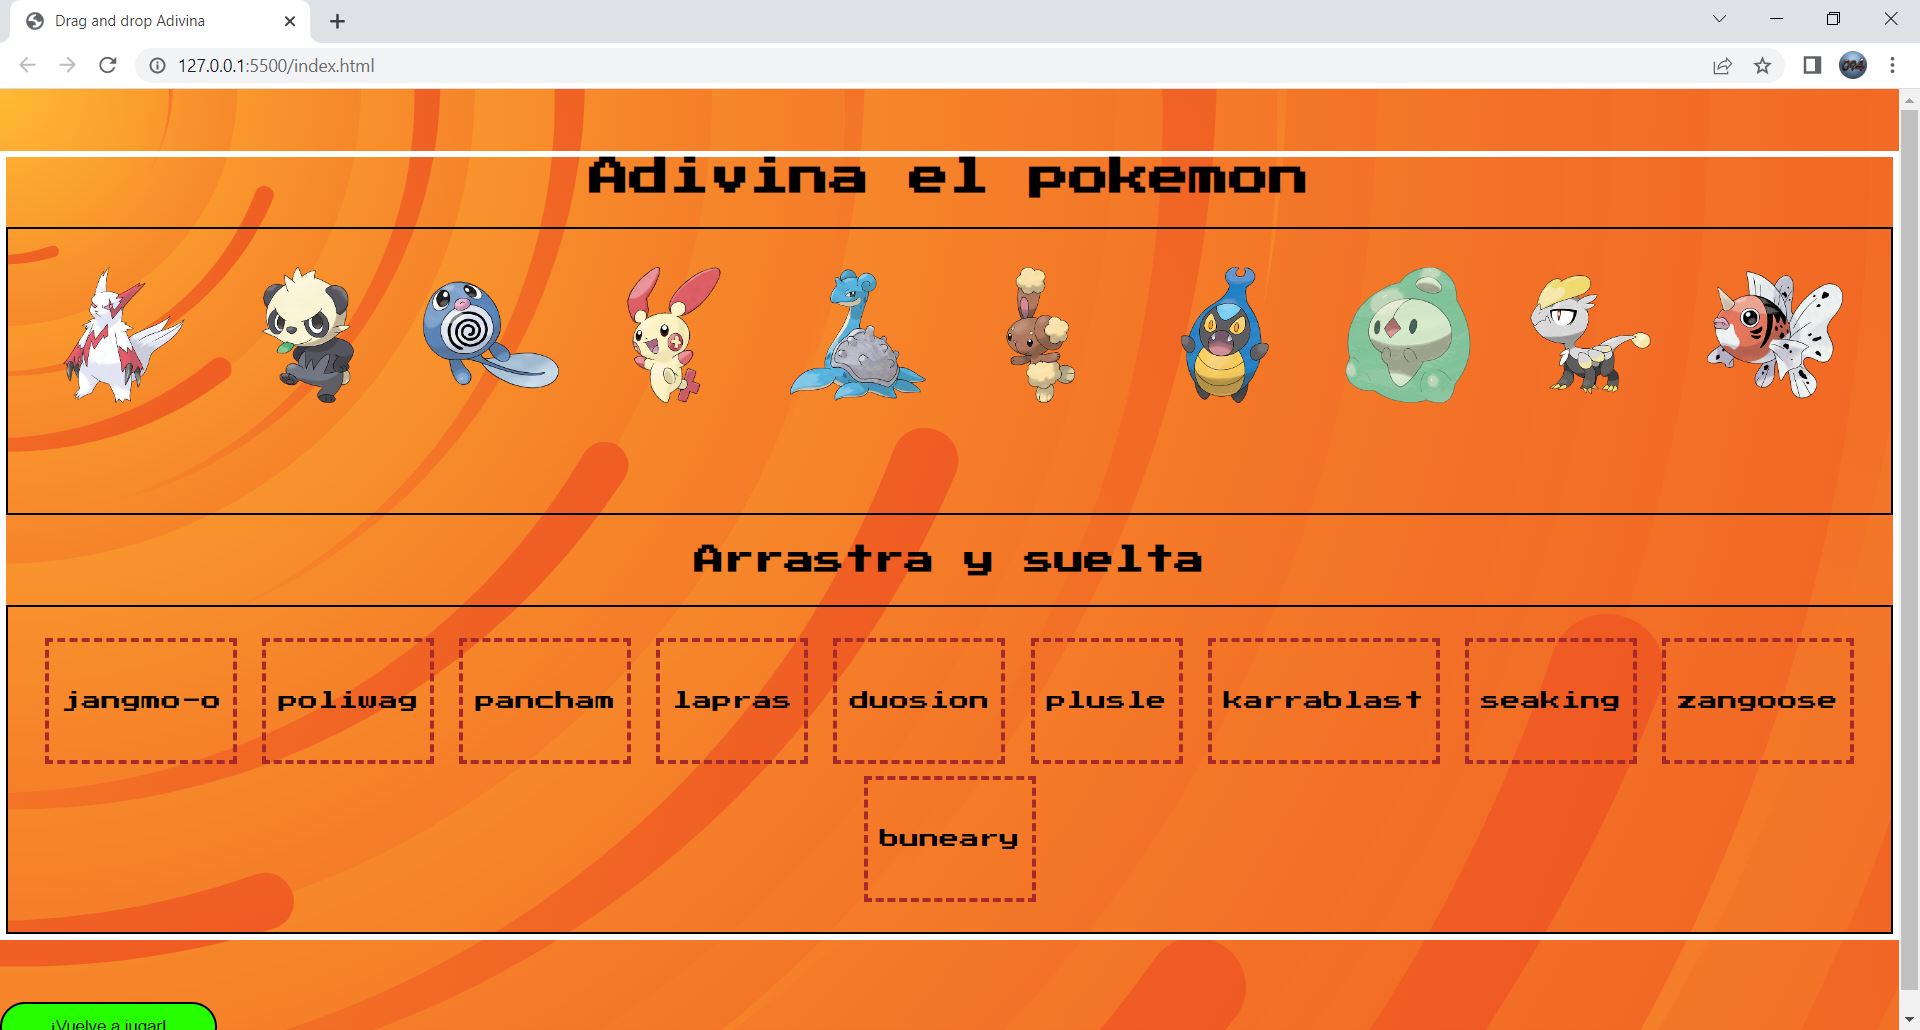 Drag and drop Adivina
127.0.0.1:5500/index.html
094
Adivina el pokemon
Arrastra y suelta
jangmo-o poliwag pancham lapras duosion plusle karrablast seaking zangoose
buneary
¡Vuelve a jugar!